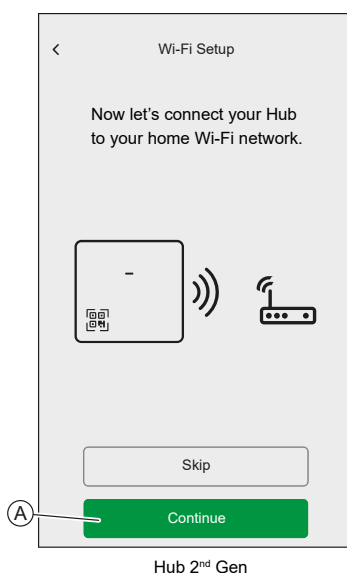 Wi-Fi Setup
Now let's connect your Hub
to your home Wi-Fi network.
Skip
A
Continue
Hub 2nd Gen